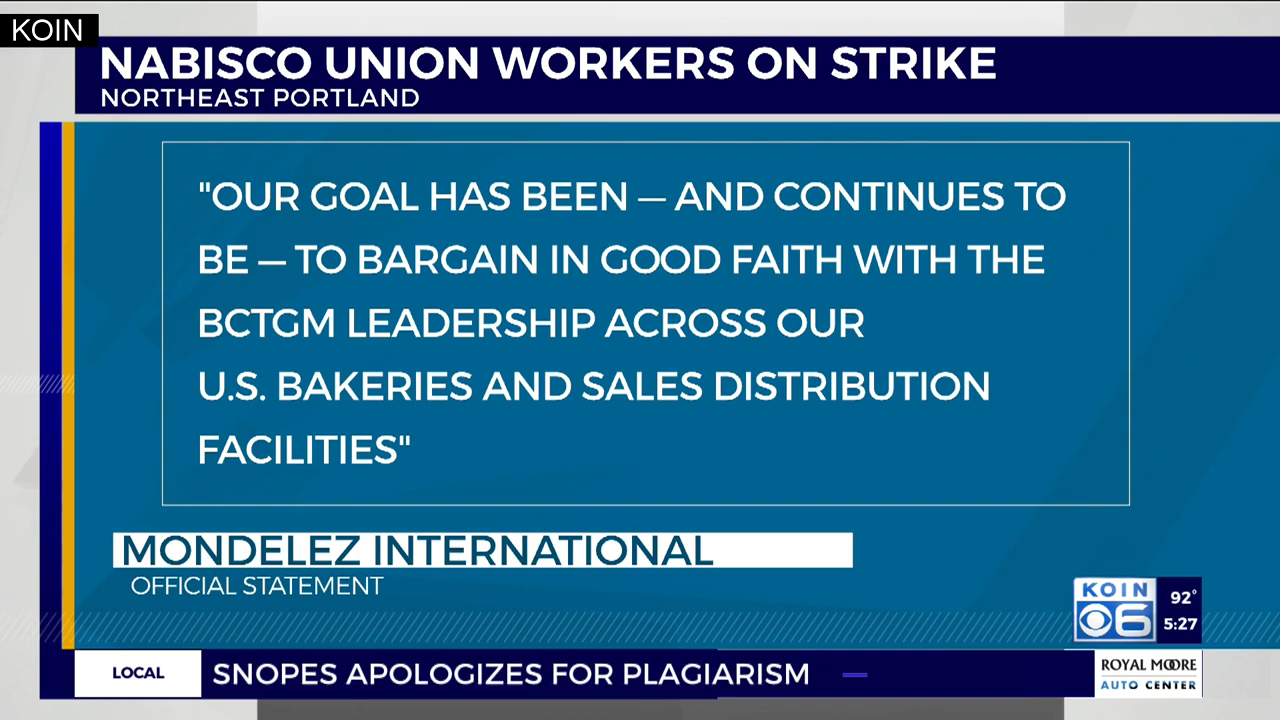 KOIN
NABISCO UNION WORKERS ON STRIKE
NORTHEAST PORTLAND
"OUR GOAL HAS BEEN — AND CONTINUES TO
BE — TO BARGAIN IN GOOD FAITH WITH THE
BCTGM LEADERSHIP ACROSS OUR
U.S. BAKERIES AND SALES DISTRIBUTION
FACILITIES"
MONDELEZ INTERNATIONAL
OFFICIAL STATEMENT
KOIN
6
92°
5:27
LOCAL
SNOPES APOLOGIZES FOR PLAGIARISM
ROYAL MOORE
AUTO CENTER